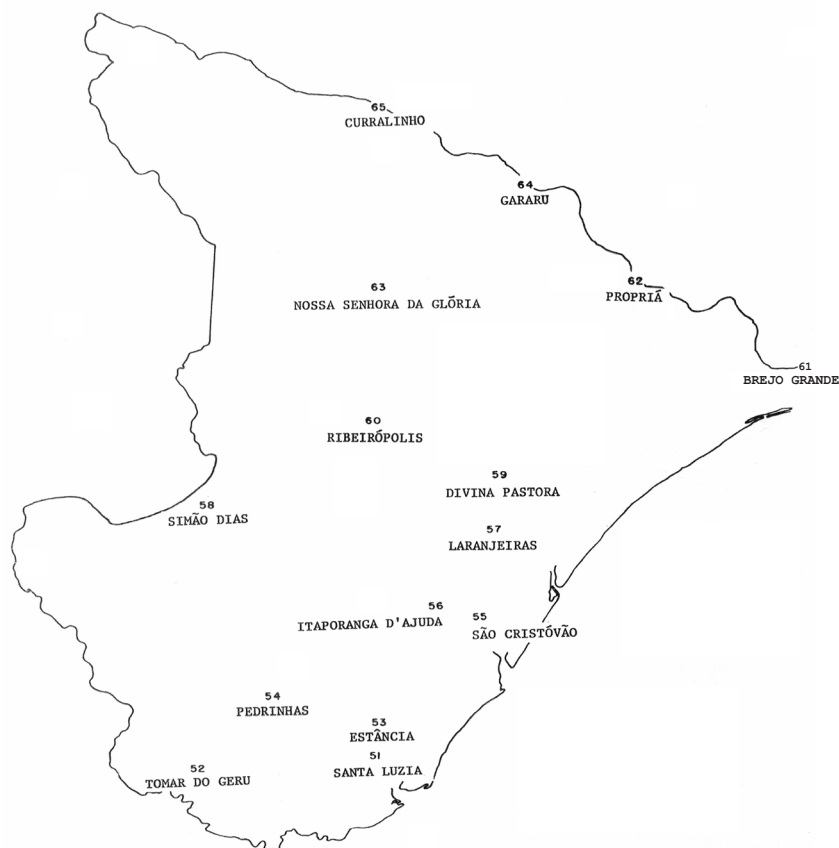 65
CURRALINHO
64
GARARU
62
PROPRIÁ
63
NOSSA SENHORA DA GLÓRIA
61
BREJO GRANDE
60
RIBEIRÓPOLIS
59
DIVINA PASTORA
58
SIMÃO DIAS
57
LARANJEIRAS
56
ITAPORANGA D'AJUDA
55
SÃO CRISTÓVÃO
54
PEDRINHAS
53
ESTÂNCIA
51
SANTA LUZIA
52
TOMAR DO GERU